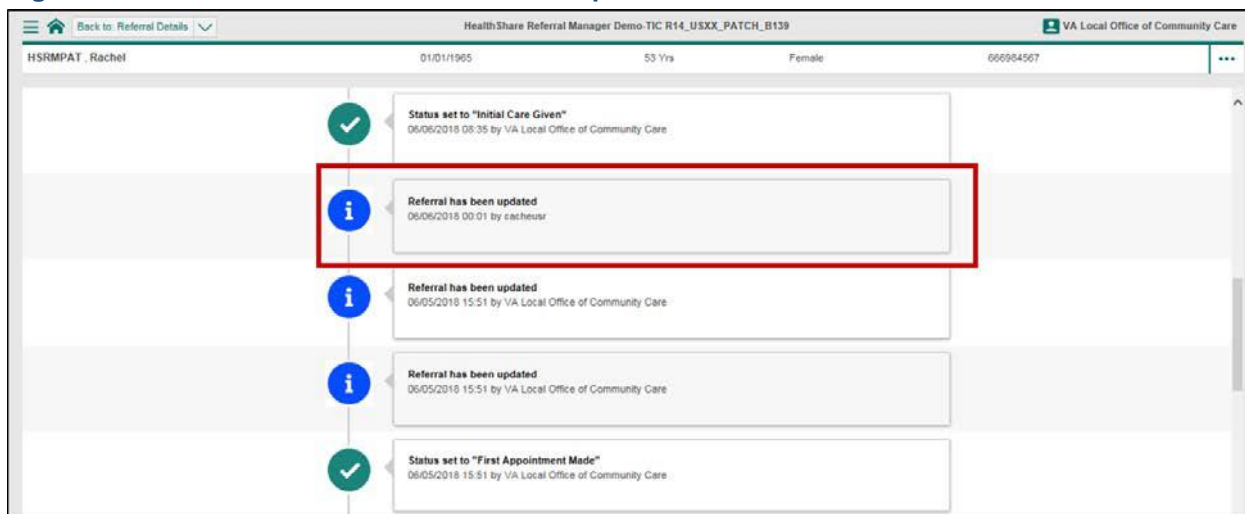 Back to: Referral Details
HealthShare Referral Manager Demo-TIC R14_USXX_PATCH_B139
VA Local Office of Community Care
HSRMPAT , Rachel
01/01/1965
53 Yrs
Female
666984567
Status set to "Initial Care Given"
06/06/2018 08:35 by VA Local Office of Community Care
Referral has been updated
06/06/2018 00:01 by cacheusr
Referral has been updated
06/05/2018 15:51 by VA Local Office of Community Care
Referral has been updated
06/05/2018 15:51 by VA Local Office of Community Care
Status set to "First Appointment Made"
06/05/2018 15:51 by VA Local Office of Community Care